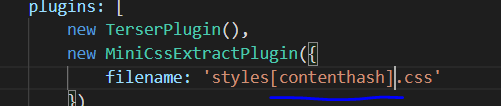 plugins: [
new TerserPlugin(),
new MiniCssExtractPlugin({
filename: 'styles[contenthash].css'
})